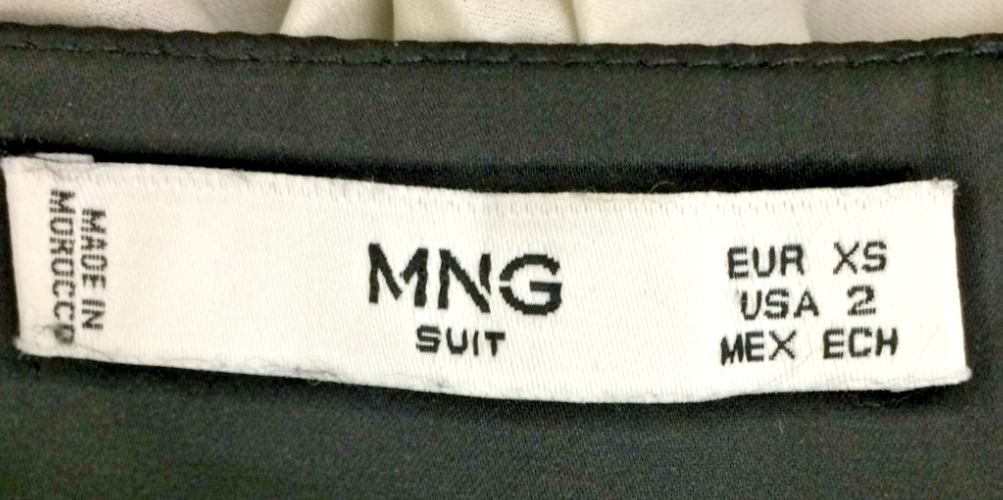 MADE IN
MOROCCO
MNG
SUIT
EUR XS
USA 2
MEX ECH